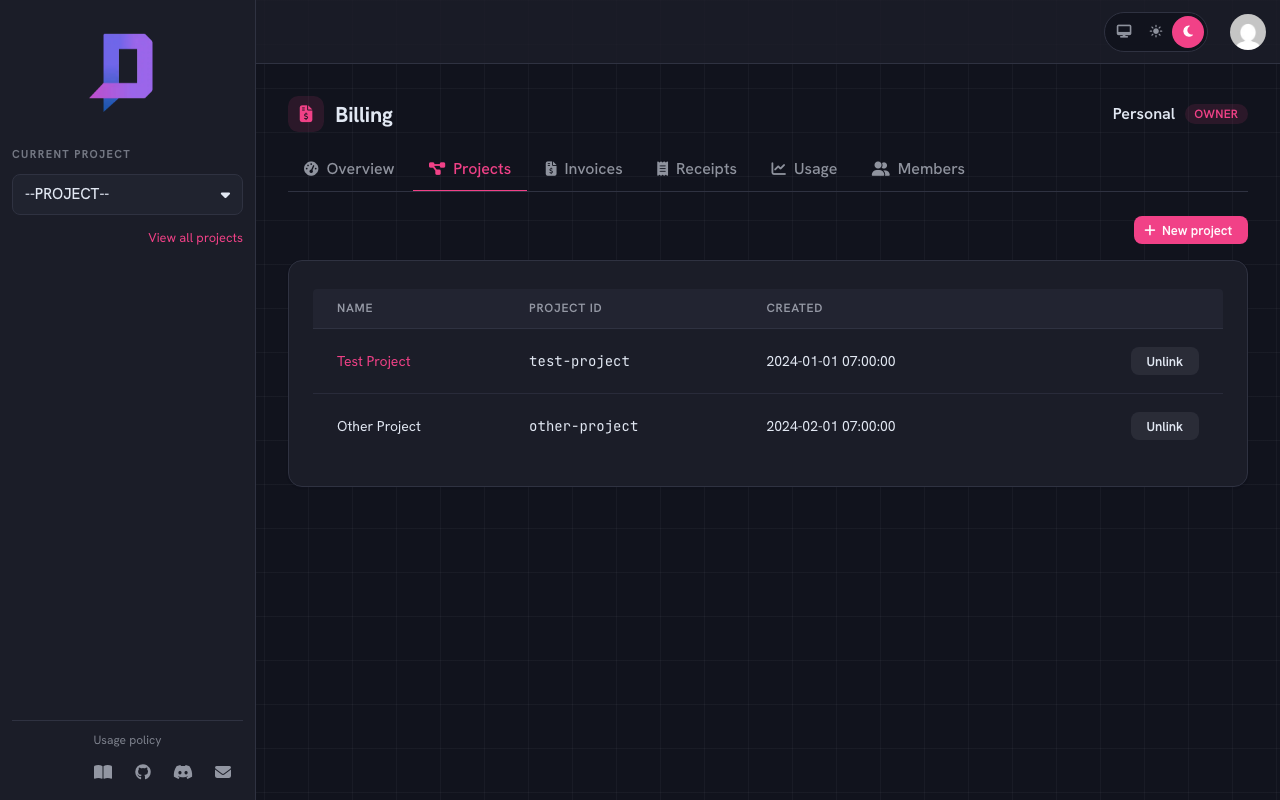 CURRENT PROJECT
--PROJECT--
View all projects
Usage policy
Billing
Personal OWNER
Overview Projects Invoices Receipts Usage Members
New project
NAME PROJECT ID CREATED
Test Project test-project 2024-01-01 07:00:00 Unlink
Other Project other-project 2024-02-01 07:00:00 Unlink